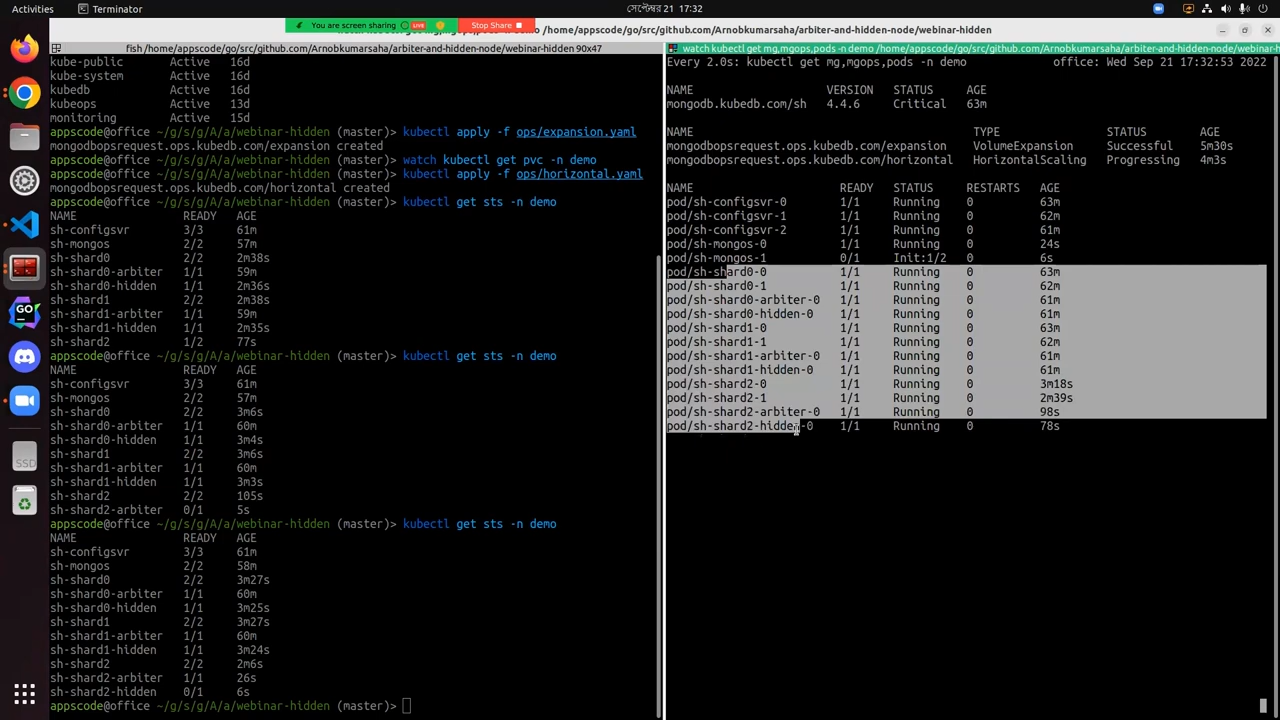 Activities
Terminator
সেপ্টেম্বর 21 17:32
You are screen sharing
LIVE
Stop Share
/home/appscode/go/src/github.com/Arnobkumarsaha/arbiter-and-hidden-node/webinar-hidden
fish /home/appscode/go/src/github.com/Arnobkumarsaha/arbiter-and-hidden-node/webinar-hidden 90x47
kube-public Active 16d
kube-system Active 16d
kubedb Active 16d
kubeops Active 13d
monitoring Active 15d
appscode@office ~/g/s/g/A/a/webinar-hidden (master)> kubectl apply -f ops/expansion.yaml
mongodbopsrequest.ops.kubedb.com/expansion created
appscode@office ~/g/s/g/A/a/webinar-hidden (master)> watch kubectl get pvc -n demo
appscode@office ~/g/s/g/A/a/webinar-hidden (master)> kubectl apply -f ops/horizontal.yaml
mongodbopsrequest.ops.kubedb.com/horizontal created
appscode@office ~/g/s/g/A/a/webinar-hidden (master)> kubectl get sts -n demo
NAME READY AGE
sh-configsvr 3/3 61m
sh-mongos 2/2 57m
sh-shard0 2/2 2m38s
sh-shard0-arbiter 1/1 59m
sh-shard0-hidden 1/1 2m36s
sh-shard1 2/2 2m38s
sh-shard1-arbiter 1/1 59m
sh-shard1-hidden 1/1 2m35s
sh-shard2 1/2 77s
appscode@office ~/g/s/g/A/a/webinar-hidden (master)> kubectl get sts -n demo
NAME READY AGE
sh-configsvr 3/3 61m
sh-mongos 2/2 57m
sh-shard0 2/2 3m6s
sh-shard0-arbiter 1/1 60m
sh-shard0-hidden 1/1 3m4s
sh-shard1 2/2 3m6s
sh-shard1-arbiter 1/1 60m
sh-shard1-hidden 1/1 3m3s
sh-shard2 2/2 105s
sh-shard2-arbiter 0/1 5s
appscode@office ~/g/s/g/A/a/webinar-hidden (master)> kubectl get sts -n demo
NAME READY AGE
sh-configsvr 3/3 61m
sh-mongos 2/2 58m
sh-shard0 2/2 3m27s
sh-shard0-arbiter 1/1 60m
sh-shard0-hidden 1/1 3m25s
sh-shard1 2/2 3m27s
sh-shard1-arbiter 1/1 60m
sh-shard1-hidden 1/1 3m24s
sh-shard2 2/2 2m6s
sh-shard2-arbiter 1/1 26s
sh-shard2-hidden 0/1 6s
appscode@office ~/g/s/g/A/a/webinar-hidden (master)>
watch kubectl get mg,mgops,pods -n demo /home/appscode/go/src/github.com/Arnobkumarsaha/arbiter-and-hidden-node/webinar-h
Every 2.0s: kubectl get mg,mgops,pods -n demo office: Wed Sep 21 17:32:53 2022
NAME VERSION STATUS AGE
mongodb.kubedb.com/sh 4.4.6 Critical 63m
NAME TYPE STATUS AGE
mongodbopsrequest.ops.kubedb.com/expansion VolumeExpansion Successful 5m30s
mongodbopsrequest.ops.kubedb.com/horizontal HorizontalScaling Progressing 4m3s
NAME READY STATUS RESTARTS AGE
pod/sh-configsvr-0 1/1 Running 0 63m
pod/sh-configsvr-1 1/1 Running 0 62m
pod/sh-configsvr-2 1/1 Running 0 61m
pod/sh-mongos-0 1/1 Running 0 24s
pod/sh-mongos-1 0/1 Init:1/2 0 6s
pod/sh-shard0-0 1/1 Running 0 63m
pod/sh-shard0-1 1/1 Running 0 62m
pod/sh-shard0-arbiter-0 1/1 Running 0 61m
pod/sh-shard0-hidden-0 1/1 Running 0 61m
pod/sh-shard1-0 1/1 Running 0 63m
pod/sh-shard1-1 1/1 Running 0 62m
pod/sh-shard1-arbiter-0 1/1 Running 0 61m
pod/sh-shard1-hidden-0 1/1 Running 0 61m
pod/sh-shard2-0 1/1 Running 0 3m18s
pod/sh-shard2-1 1/1 Running 0 2m39s
pod/sh-shard2-arbiter-0 1/1 Running 0 98s
pod/sh-shard2-hidden-0 1/1 Running 0 78s
GO
SSD